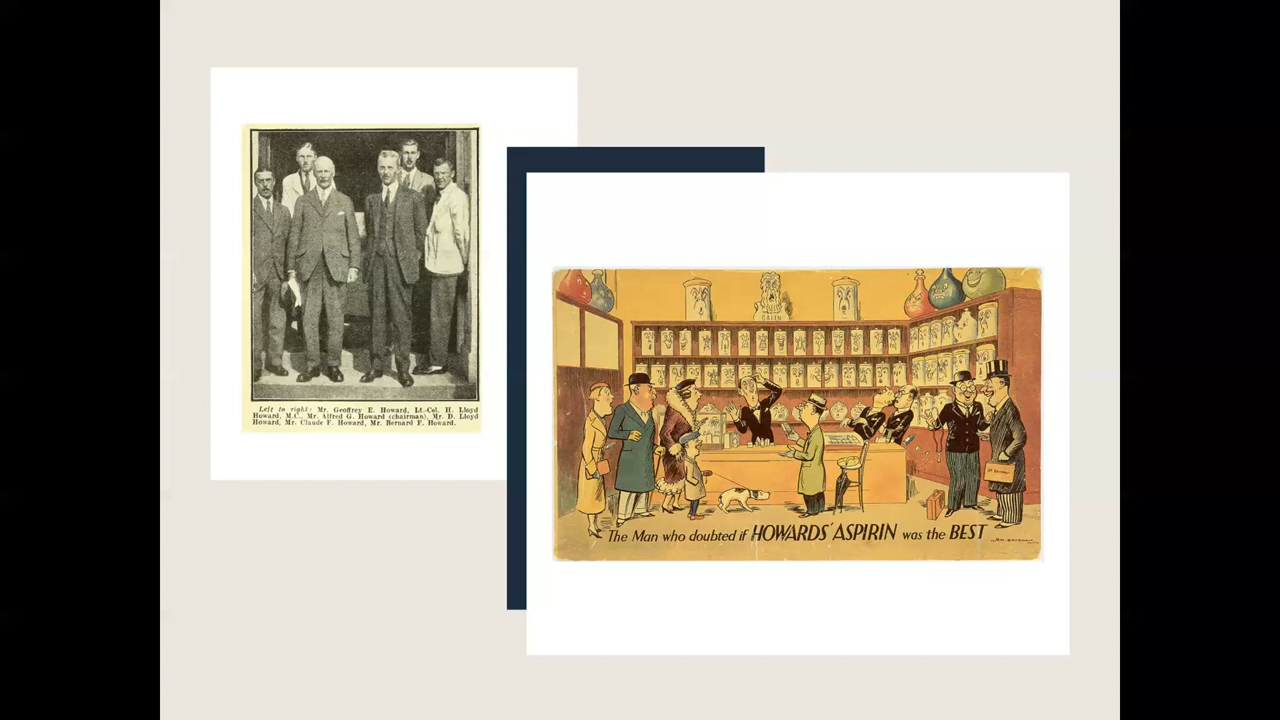 Left to right: Mr. Geoffrey E. Howard, Lt.-Col. H. Lloyd
Howard, M.C., Mr. Alfred G. Howard (chairman), Mr. D. Lloyd
Howard, Mr. Claude F. Howard, Mr. Bernard F. Howard.
The Man who doubted if HOWARDS' ASPIRIN was the BEST